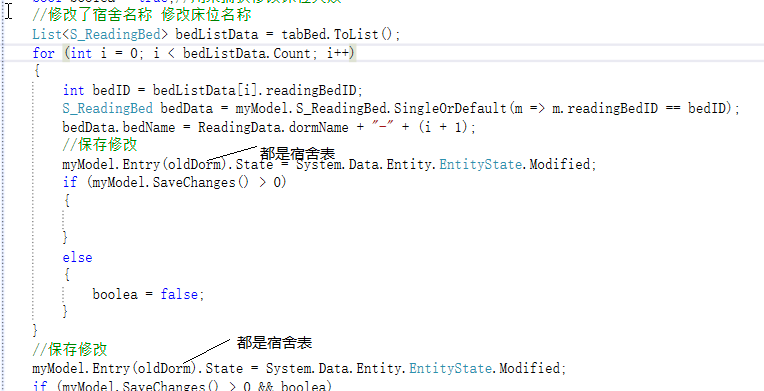 //修改了宿舍名称 修改床位名称
List<S_ReadingBed> bedListData = tabBed.ToList();
for (int i = 0; i < bedListData.Count; i++)
{
int bedID = bedListData[i].readingBedID;
S_ReadingBed bedData = myModel.S_ReadingBed.SingleOrDefault(m => m.readingBedID == bedID);
bedData.bedName = ReadingData.dormName + "-" + (i + 1);
//保存修改
都是宿舍表
myModel.Entry(oldDorm).State = System.Data.Entity.EntityState.Modified;
if (myModel.SaveChanges() > 0)
{
}
else
{
boolea = false;
}
}
都是宿舍表
//保存修改
myModel.Entry(oldDorm).State = System.Data.Entity.EntityState.Modified;
if (myModel.SaveChanges() > 0 && boolea)